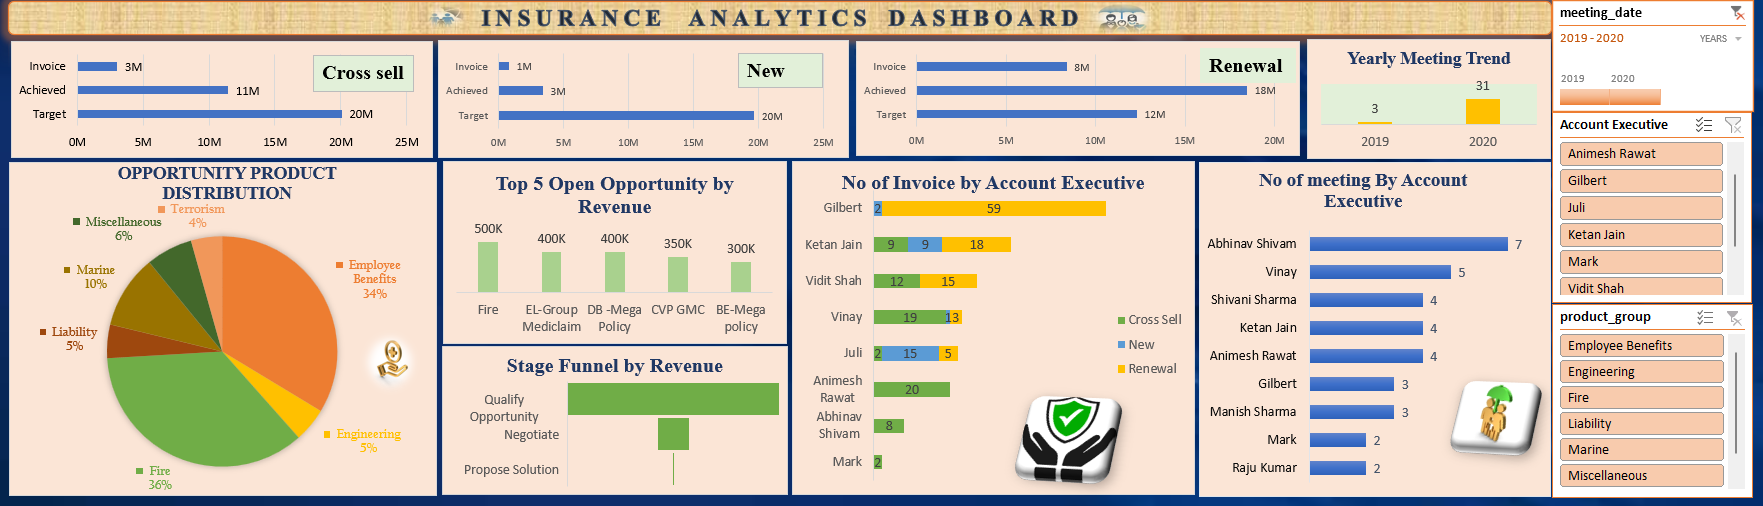 INSURANCE ANALYTICS DASHBOARD
Cross sell
Invoice 3M
Achieved 11M
Target 20M
0M 5M 10M 15M 20M 25M
New
Invoice 1M
Achieved 3M
Target 20M
0M 5M 10M 15M 20M 25M
Renewal
Invoice 8M
Achieved 18M
Target 12M
0M 5M 10M 15M 20M
Yearly Meeting Trend
3 31
2019 2020
meeting_date
2019 - 2020 YEARS
2019 2020
Account Executive
Animesh Rawat
Gilbert
Juli
Ketan Jain
Mark
Vidit Shah
product_group
Employee Benefits
Engineering
Fire
Liability
Marine
Miscellaneous
OPPORTUNITY PRODUCT
DISTRIBUTION
Terrorism
4%
Miscellaneous
6%
Marine
10%
Liability
5%
Fire
36%
Engineering
5%
Employee
Benefits
34%
Top 5 Open Opportunity by
Revenue
500K 400K 400K 350K 300K
Fire EL-Group DB -Mega CVP GMC BE-Mega
Mediclaim Policy policy
Stage Funnel by Revenue
Qualify
Opportunity
Negotiate
Propose Solution
No of Invoice by Account Executive
Gilbert 2 59
Ketan Jain 9 9 18
Vidit Shah 12 15
Vinay 19 13
Juli 2 15 5
Animesh
Rawat 20
Abhinav
Shivam 8
Mark 2
Cross Sell
New
Renewal
No of meeting By Account
Executive
Abhinav Shivam 7
Vinay 5
Shivani Sharma 4
Ketan Jain 4
Animesh Rawat 4
Gilbert 3
Manish Sharma 3
Mark 2
Raju Kumar 2